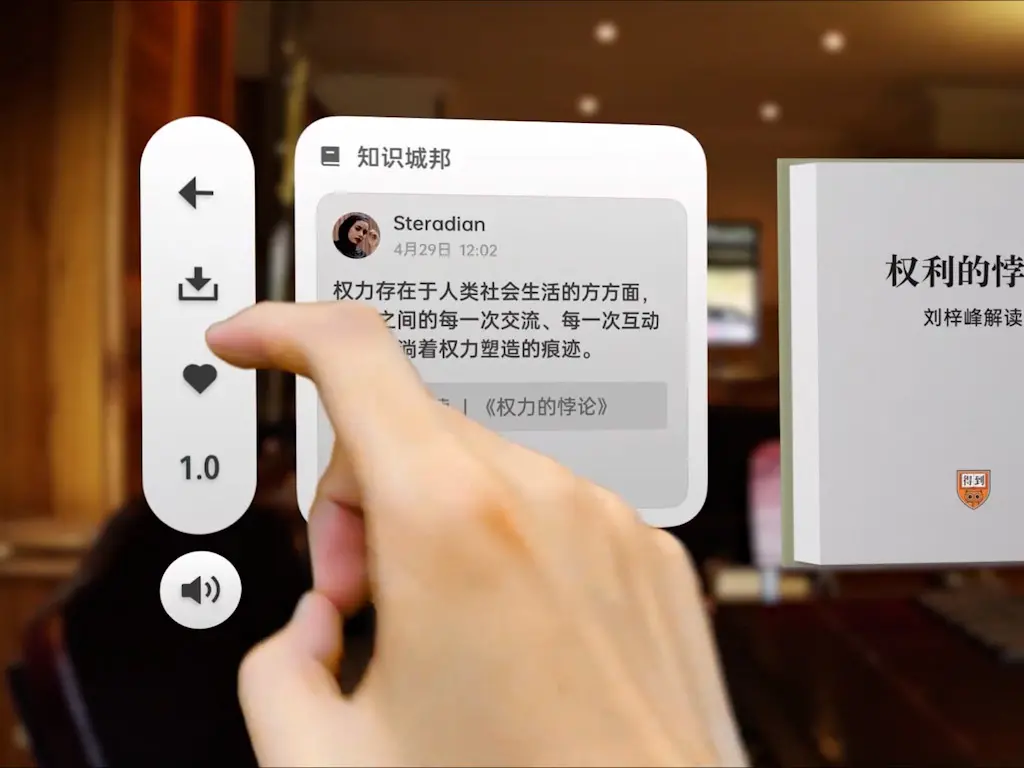 知识城邦
Steradian
4月29日 12:02
权力存在于人类社会生活的方方面，
之间的每一次交流、每一次互动
淌着权力塑造的痕迹。
| 《权力的悖论》
1.0
权利的悖
刘梓峰解读
得到